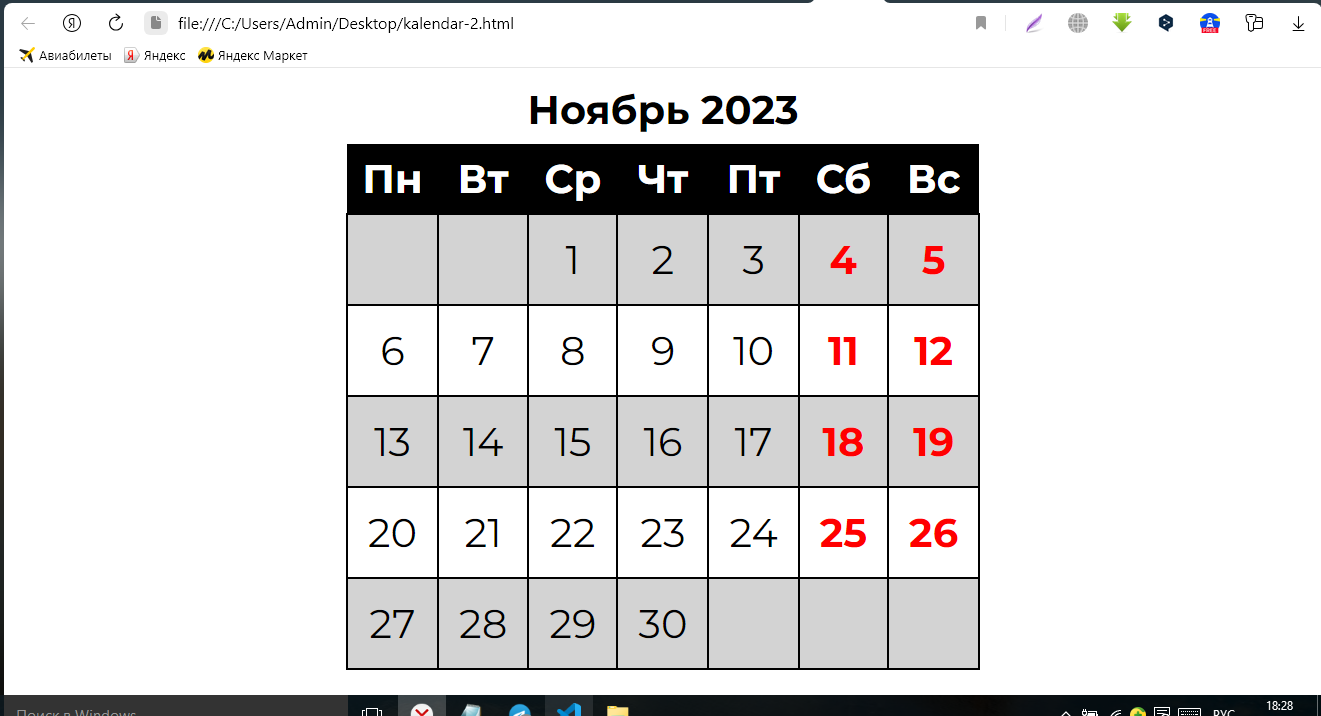 file:///C:/Users/Admin/Desktop/kalendar-2.html
Авиабилеты Яндекс Яндекс Маркет
Ноябрь 2023
Пн Вт Ср Чт Пт Сб Вс
1 2 3 4 5
6 7 8 9 10 11 12
13 14 15 16 17 18 19
20 21 22 23 24 25 26
27 28 29 30
Поиск в Windows
РУС 18:28